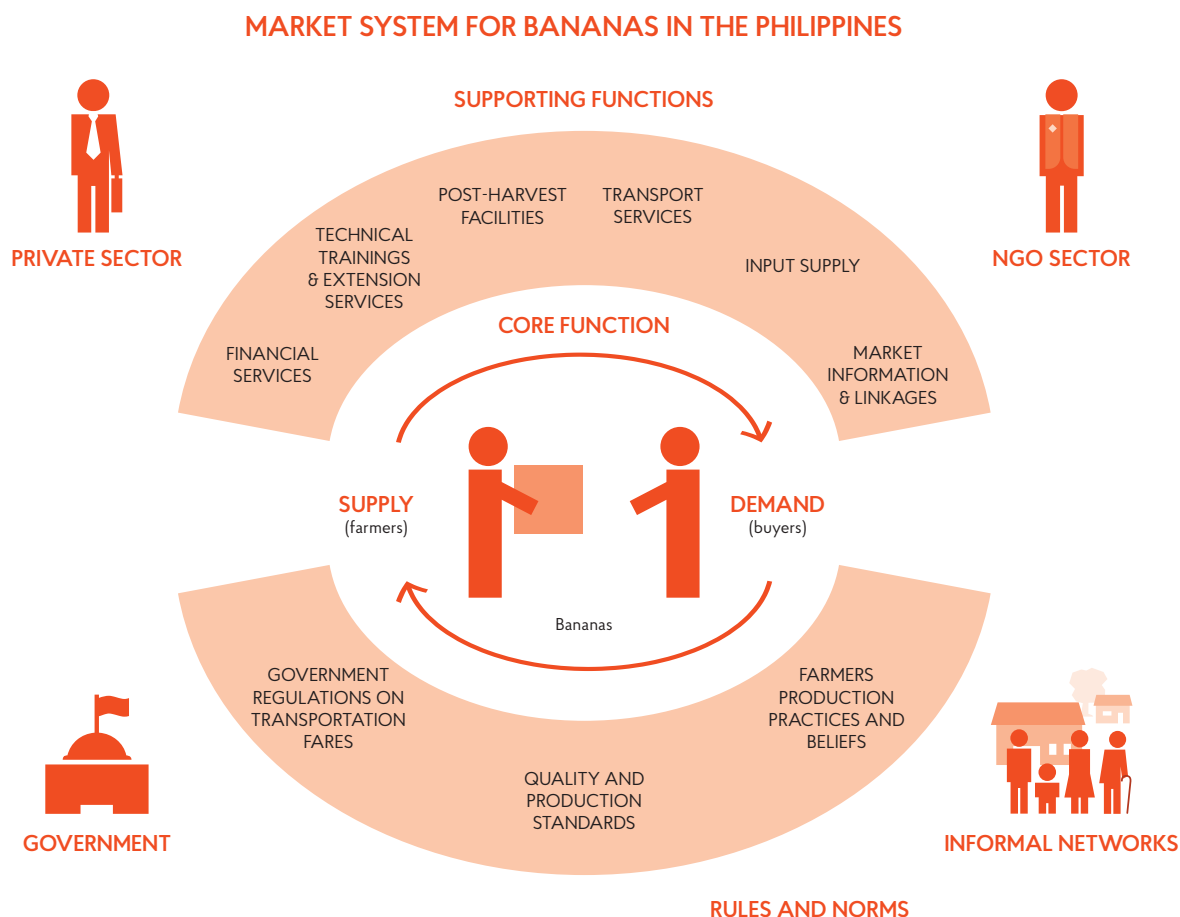 MARKET SYSTEM FOR BANANAS IN THE PHILIPPINES
SUPPORTING FUNCTIONS
PRIVATE SECTOR
NGO SECTOR
FINANCIAL
SERVICES
TECHNICAL
TRAININGS
& EXTENSION
SERVICES
POST-HARVEST
FACILITIES
TRANSPORT
SERVICES
INPUT SUPPLY
MARKET
INFORMATION
& LINKAGES
CORE FUNCTION
SUPPLY
(farmers)
DEMAND
(buyers)
Bananas
GOVERNMENT
REGULATIONS ON
TRANSPORTATION
FARES
QUALITY AND
PRODUCTION
STANDARDS
FARMERS
PRODUCTION
PRACTICES AND
BELIEFS
GOVERNMENT
INFORMAL NETWORKS
RULES AND NORMS